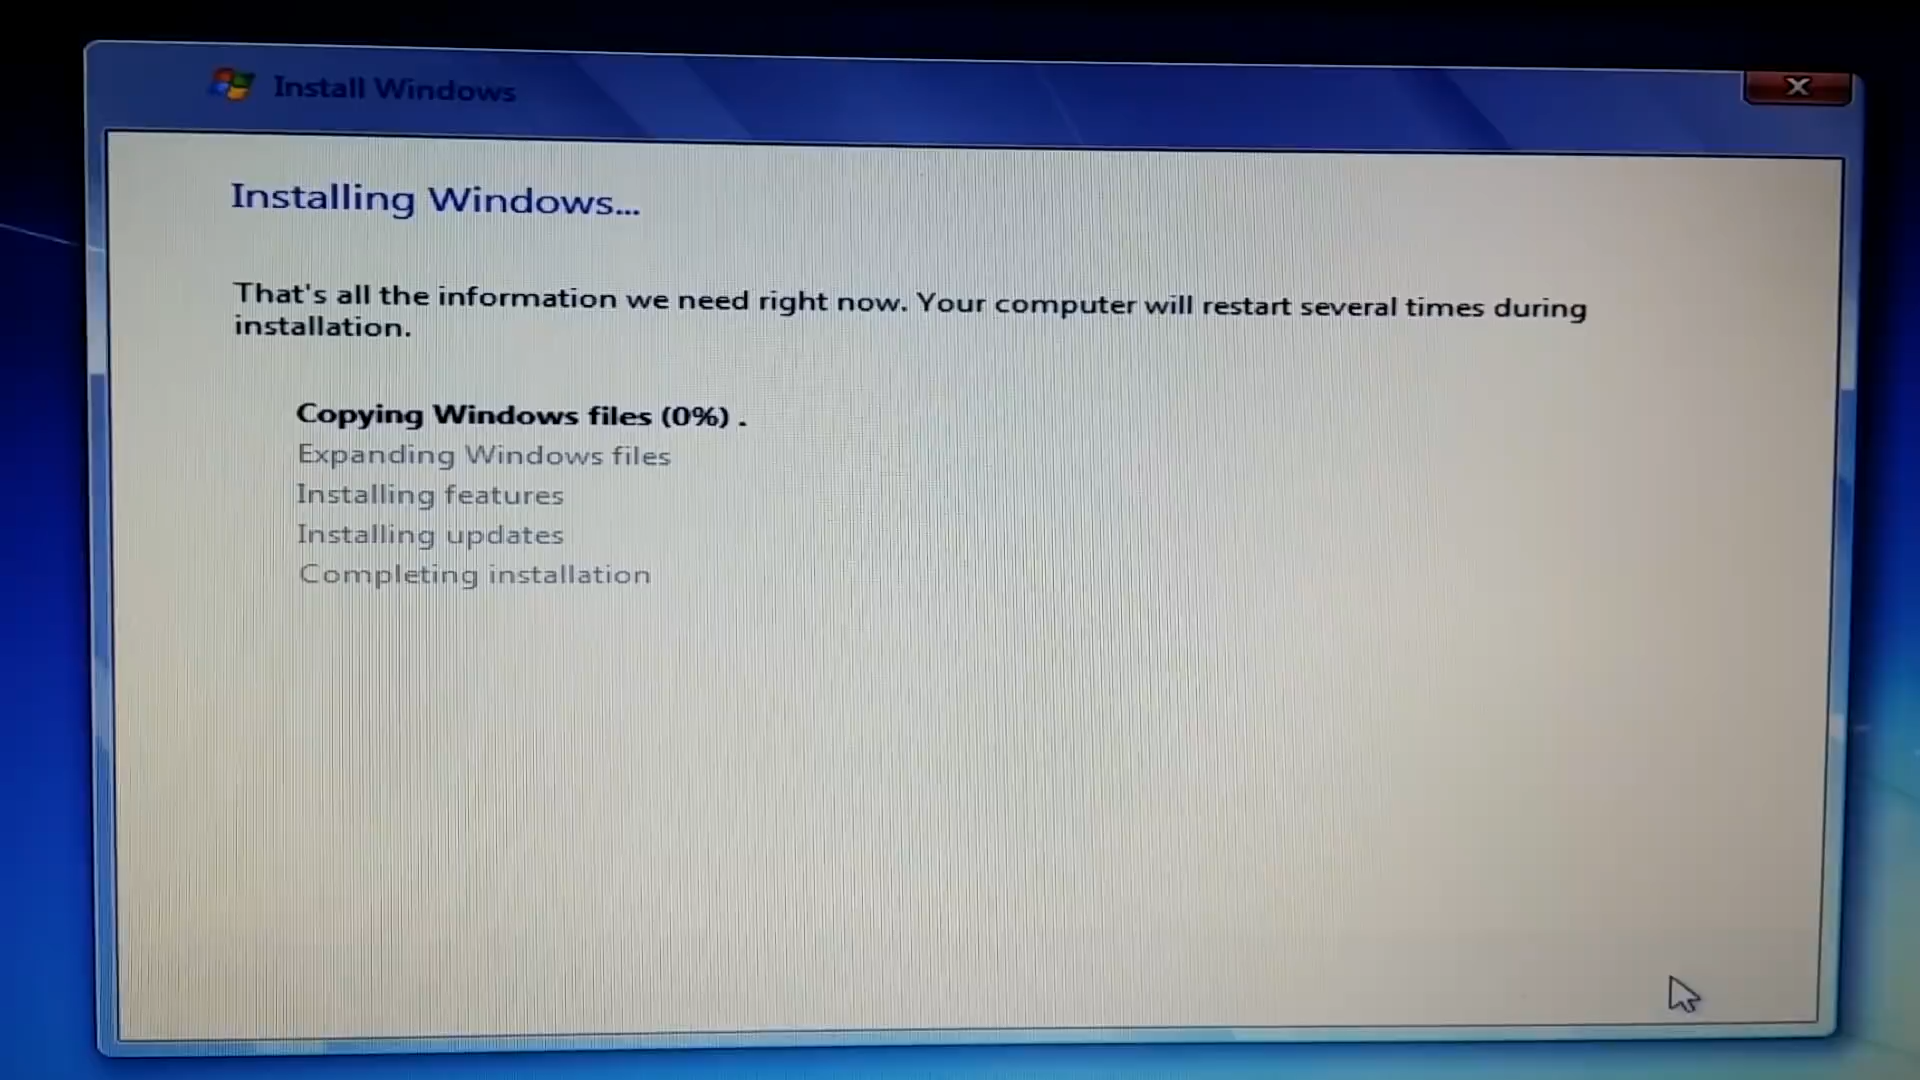 Install Windows
Installing Windows...
That's all the information we need right now. Your computer will restart several times during
installation.
Copying Windows files (0%) .
Expanding Windows files
Installing features
Installing updates
Completing installation